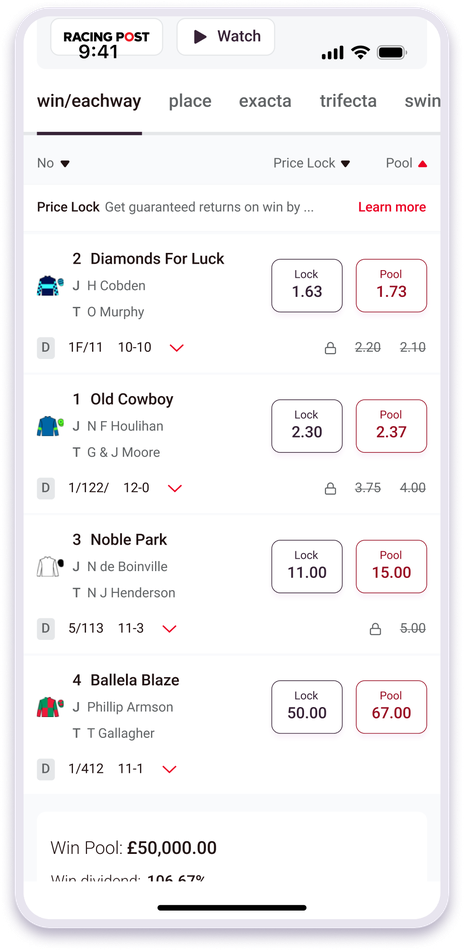 RACING POST
Watch
9:41
win/eachway place exacta trifecta swin
No Price Lock Pool
Price Lock Get guaranteed returns on win by ... Learn more
2 Diamonds For Luck
J H Cobden
T O Murphy
Lock
1.63
Pool
1.73
D 1F/11 10-10 2.20 2.10
1 Old Cowboy
J N F Houlihan
T G & J Moore
Lock
2.30
Pool
2.37
D 1/122/ 12-0 3.75 4.00
3 Noble Park
J N de Boinville
T N J Henderson
Lock
11.00
Pool
15.00
D 5/113 11-3 5.00
4 Ballela Blaze
J Phillip Armson
T T Gallagher
Lock
50.00
Pool
67.00
D 1/412 11-1
Win Pool: £50,000.00
Win dividend: 106.67%